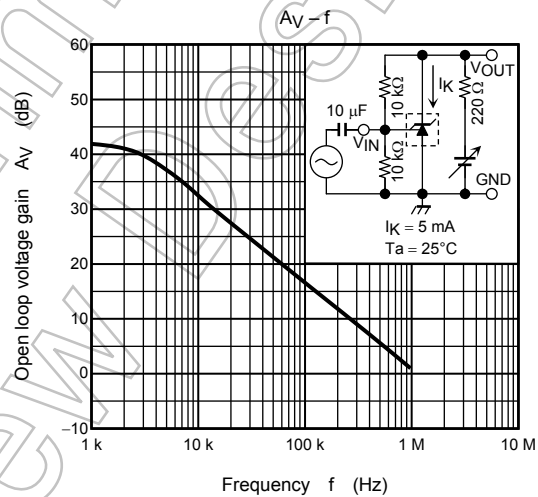 AV – f
Open loop voltage gain AV (dB)
60
50
40
30
20
10
0
–10
1 k
10 k
100 k
1 M
10 M
Frequency f (Hz)
VOUT
IK
10 kΩ
220 Ω
10 μF
VIN
10 kΩ
GND
IK = 5 mA
Ta = 25°C